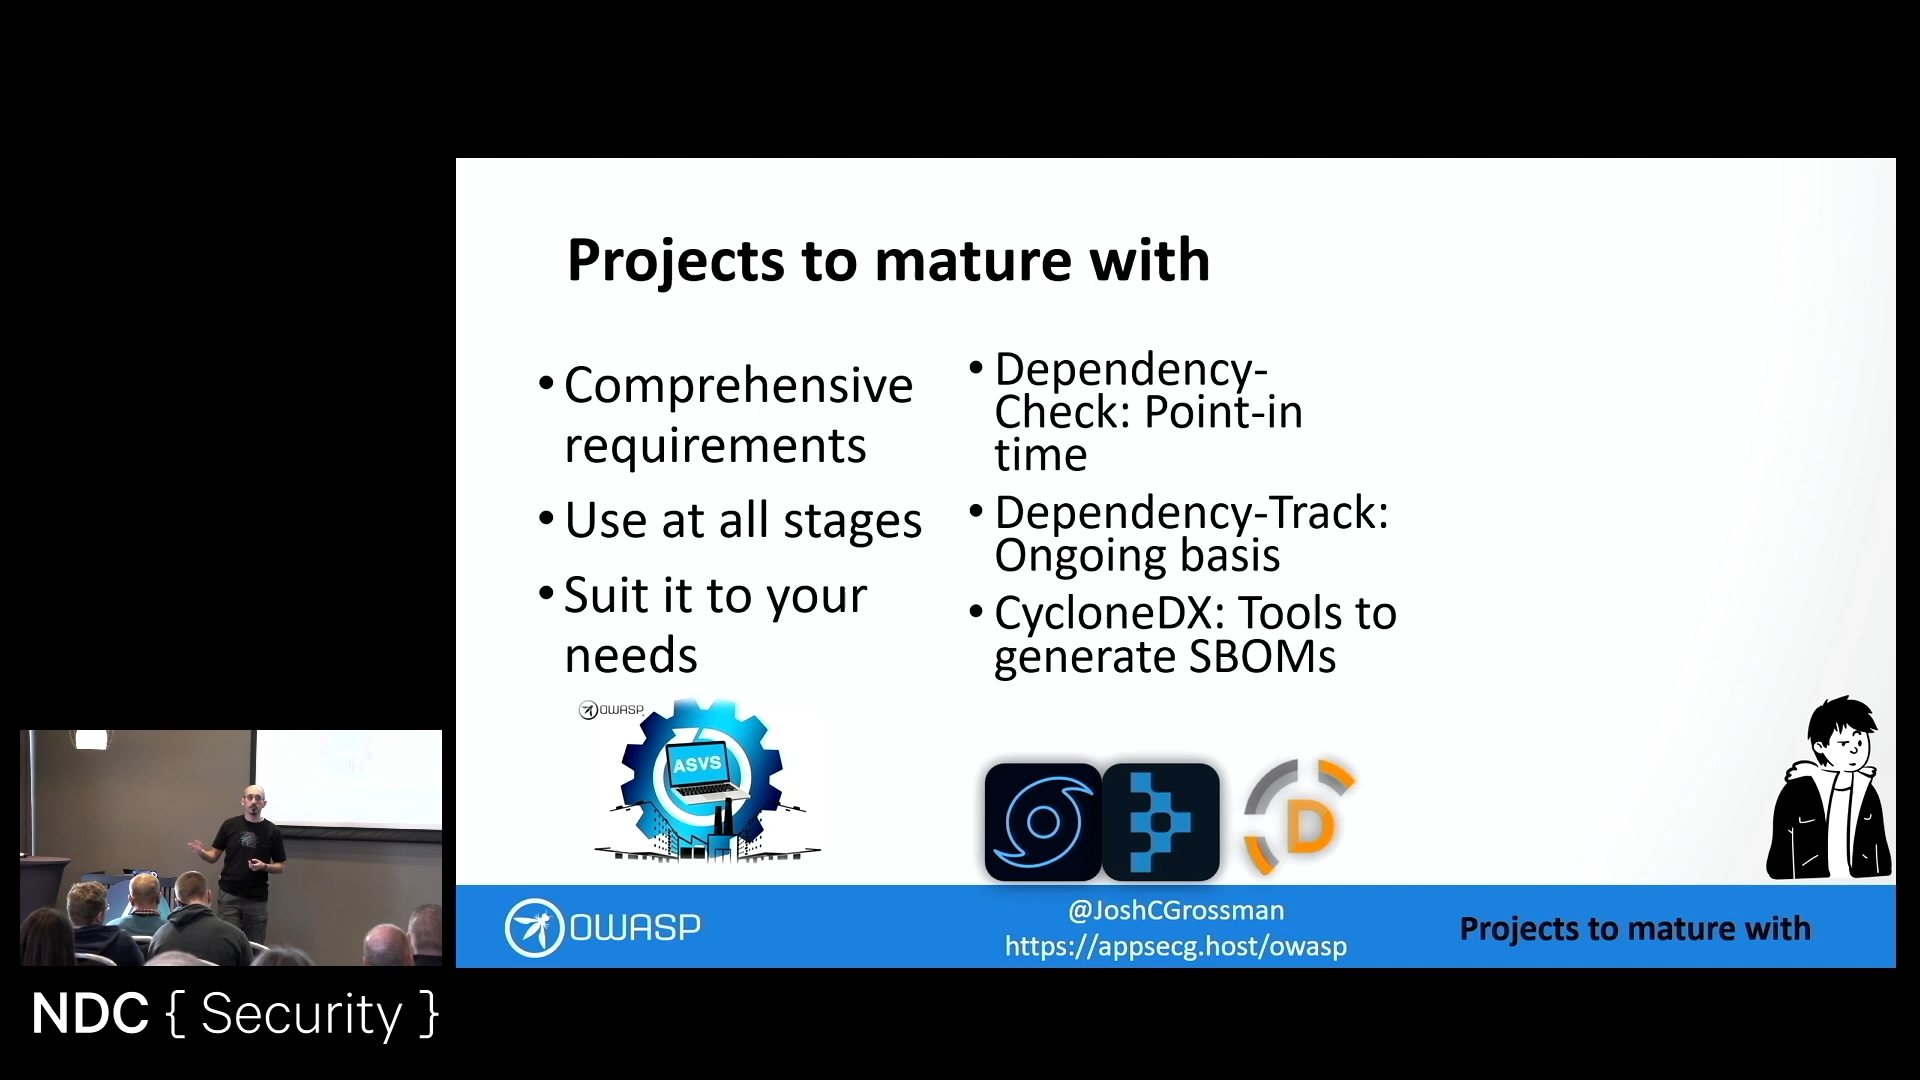 Projects to mature with
• Comprehensive
requirements
• Use at all stages
• Suit it to your
needs
• Dependency-
Check: Point-in
time
• Dependency-Track:
Ongoing basis
• CycloneDX: Tools to
generate SBOMs
OWASP
ASVS
D
OWASP
@JoshCGrossman
https://appsecg.host/owasp
Projects to mature with
NDC { Security }